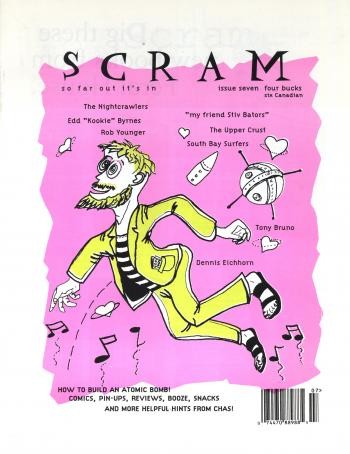 SCRAM
so far out it's in
issue seven four bucks
six Canadian
The Nightcrawlers
Edd "Kookie" Byrnes
"my friend Stiv Bators"
Rob Younger
The Upper Crust
South Bay Surfers
Tony Bruno
Dennis Eichhorn
HOW TO BUILD AN ATOMIC BOMB!
COMICS, PIN-UPS, REVIEWS, BOOZE, SNACKS
AND MORE HELPFUL HINTS FROM CHAS!
07>